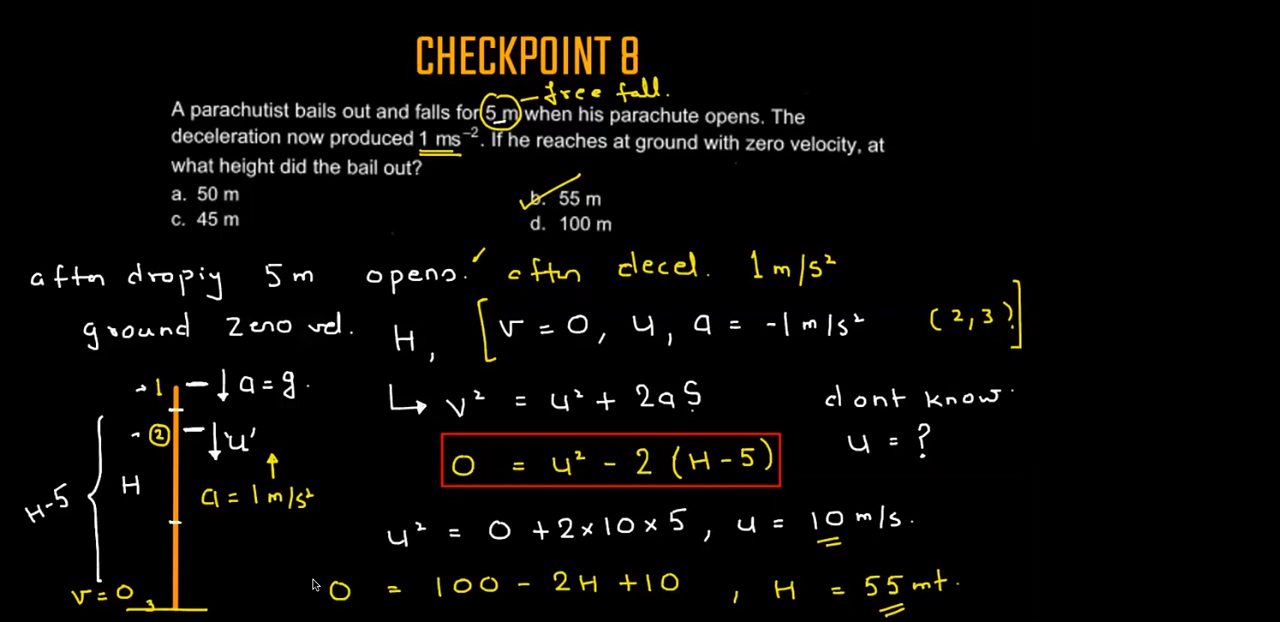 CHECKPOINT 8
free fall.
A parachutist bails out and falls for 5 m when his parachute opens. The
deceleration now produced 1 ms⁻². If he reaches at ground with zero velocity, at
what height did the bail out?
a. 50 m
b. 55 m
c. 45 m
d. 100 m
aftn dropiy 5m opens. aftn decel. 1 m/s²
ground zero vel. H, [v = 0, u, a = -1 m/s² (2,3)]
1 ↓ a = g.
↳ v² = u² + 2aS dont know.
2 ↓ u'
0 = u² - 2 (H-5) u = ?
H-5 H a = 1 m/s²
u² = 0 + 2×10×5, u = 10 m/s.
v = 0 3
0 = 100 - 2H + 10 , H = 55 mt.